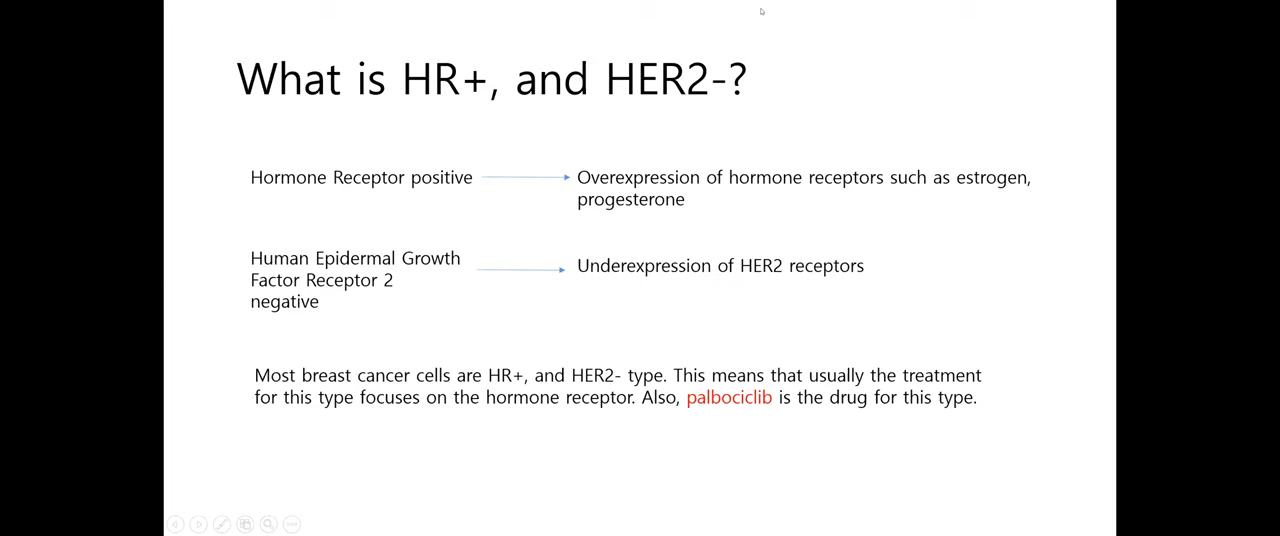 What is HR+, and HER2-?
Hormone Receptor positive
Overexpression of hormone receptors such as estrogen,
progesterone
Human Epidermal Growth
Factor Receptor 2
negative
Underexpression of HER2 receptors
Most breast cancer cells are HR+, and HER2- type. This means that usually the treatment
for this type focuses on the hormone receptor. Also, palbociclib is the drug for this type.